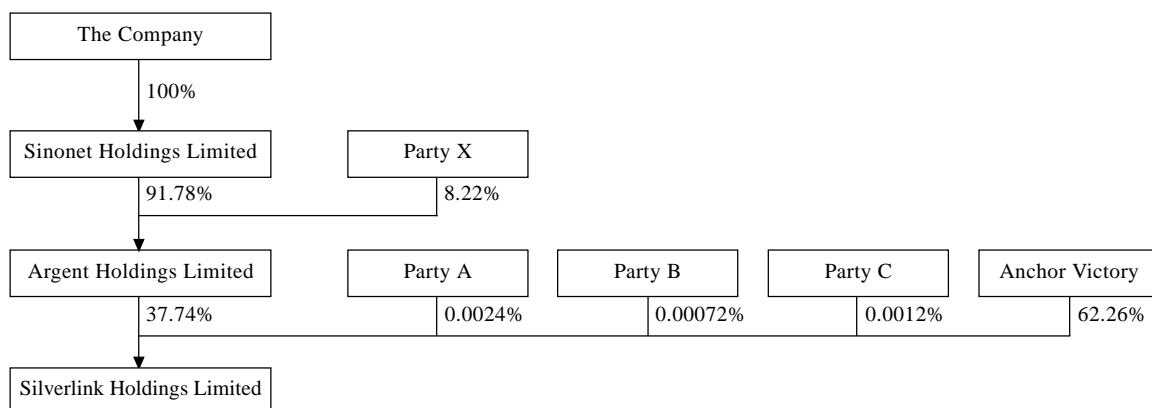 The Company
100%
Sinonet Holdings Limited
Party X
91.78%
8.22%
Argent Holdings Limited
Party A
Party B
Party C
Anchor Victory
37.74%
0.0024%
0.00072%
0.0012%
62.26%
Silverlink Holdings Limited